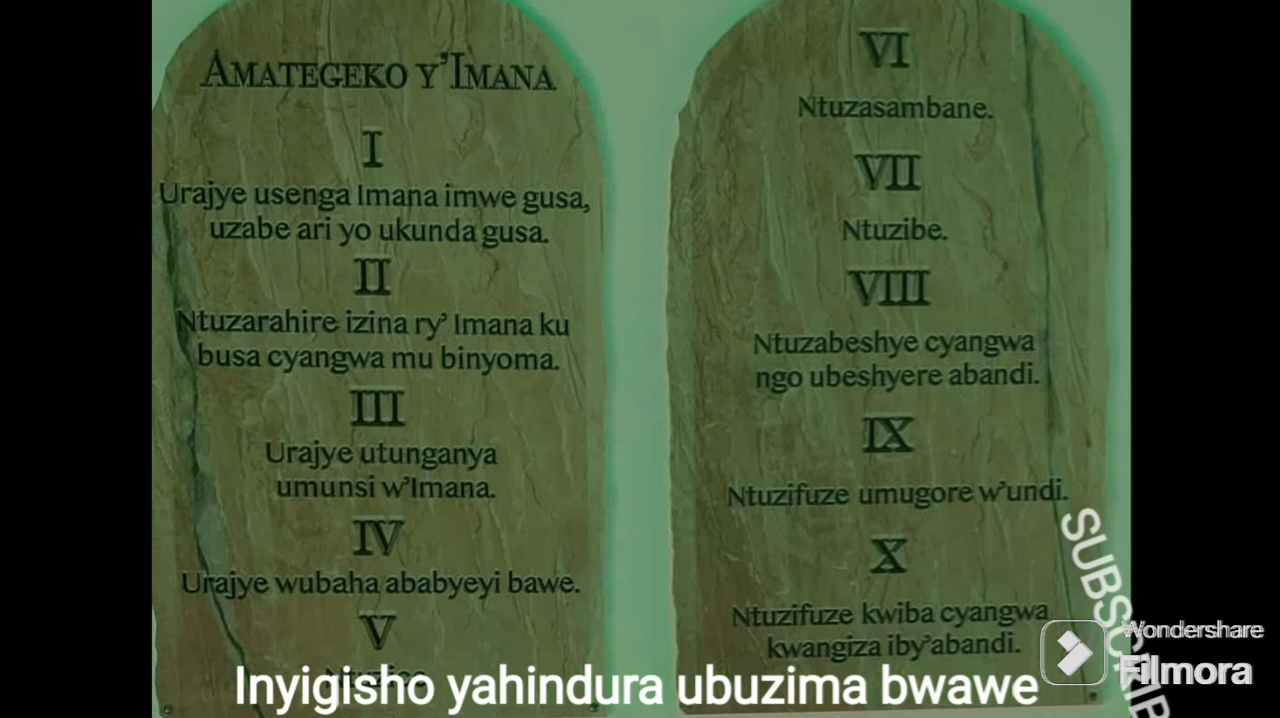 AMATEGEKO Y'IMANA
I
Urajye usenga Imana imwe gusa,
uzabe ari yo ukunda gusa.
II
Ntuzarahire izina ry' Imana ku
busa cyangwa mu binyoma.
III
Urajye utunganya
umunsi w'Imana.
IV
Urajye wubaha ababyeyi bawe.
V
VI
Ntuzasambane.
VII
Ntuzibe.
VIII
Ntuzabeshye cyangwa
ngo ubeshyere abandi.
IX
Ntuzifuze umugore w'undi.
X
Ntuzifuze kwiba cyangwa
kwangiza iby'abandi.
Inyigisho yahindura ubuzima bwawe
SUBSCRIB
Wondershare
Filmora